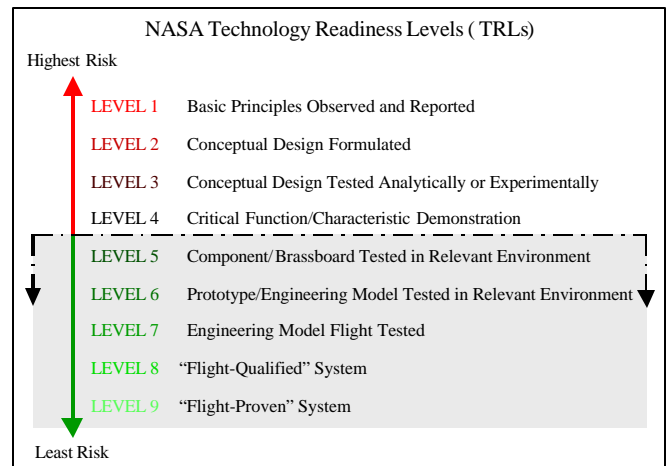 NASA Technology Readiness Levels ( TRLs)
Highest Risk
LEVEL 1 Basic Principles Observed and Reported
LEVEL 2 Conceptual Design Formulated
LEVEL 3 Conceptual Design Tested Analytically or Experimentally
LEVEL 4 Critical Function/Characteristic Demonstration
LEVEL 5 Component/Brassboard Tested in Relevant Environment
LEVEL 6 Prototype/Engineering Model Tested in Relevant Environment
LEVEL 7 Engineering Model Flight Tested
LEVEL 8 “Flight-Qualified” System
LEVEL 9 “Flight-Proven” System
Least Risk